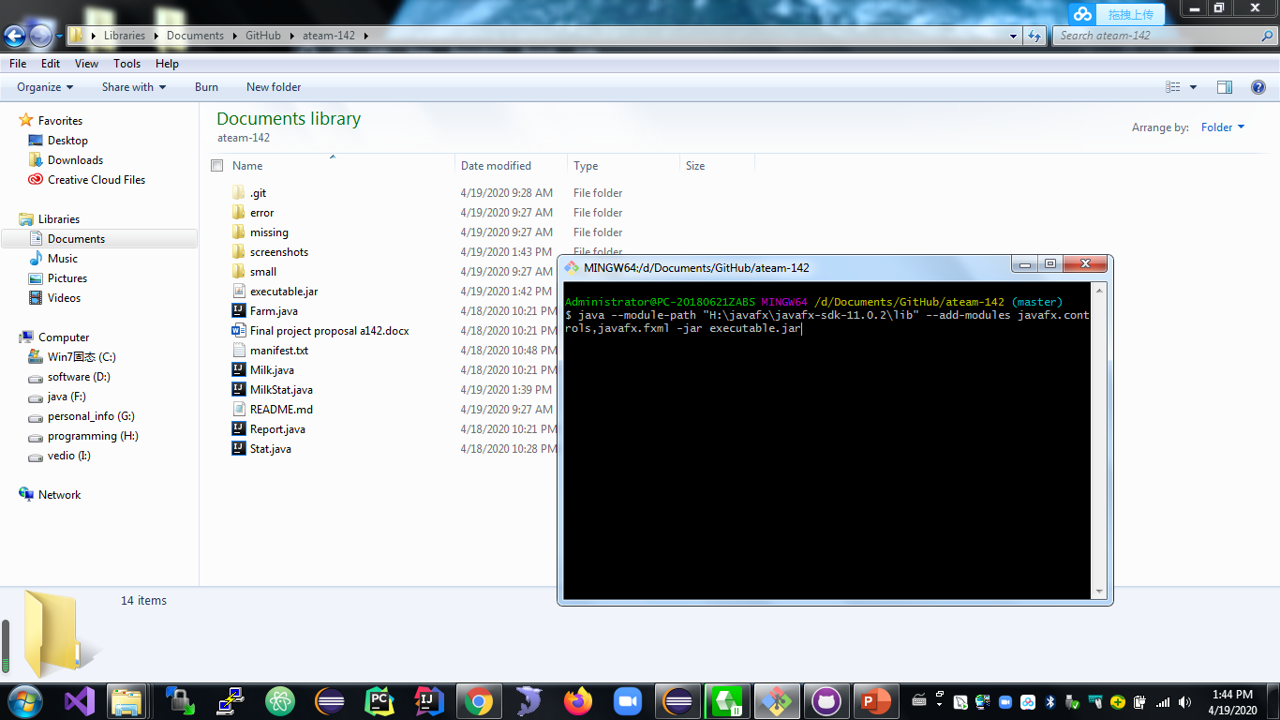 拖拽上传
Libraries Documents GitHub ateam-142
Search ateam-142
File Edit View Tools Help
Organize Share with Burn New folder
Favorites
Desktop
Downloads
Creative Cloud Files
Libraries
Documents
Music
Pictures
Videos
Computer
Win7国态 (C:)
software (D:)
java (F:)
personal_info (G:)
programming (H:)
vedio (I:)
Network
Documents library
ateam-142
Arrange by: Folder
Name Date modified Type Size
.git 4/19/2020 9:28 AM File folder
error 4/19/2020 9:27 AM File folder
missing 4/19/2020 9:27 AM File folder
screenshots 4/19/2020 1:43 PM File folder
small 4/19/2020 9:27 AM
executable.jar 4/19/2020 1:42 PM
Farm.java 4/18/2020 10:21 PM
Final project proposal a142.docx 4/18/2020 10:21 PM
manifest.txt 4/18/2020 10:48 PM
Milk.java 4/18/2020 10:21 PM
MilkStat.java 4/19/2020 1:39 PM
README.md 4/19/2020 9:27 AM
Report.java 4/18/2020 10:21 PM
Stat.java 4/18/2020 10:28 PM
MINGW64:/d/Documents/GitHub/ateam-142
Administrator@PC-20180621ZABS MINGW64 /d/Documents/GitHub/ateam-142 (master)
$ java --module-path "H:\javafx\javafx-sdk-11.0.2\lib" --add-modules javafx.cont
rols,javafx.fxml -jar executable.jar
14 items
1:44 PM
4/19/2020